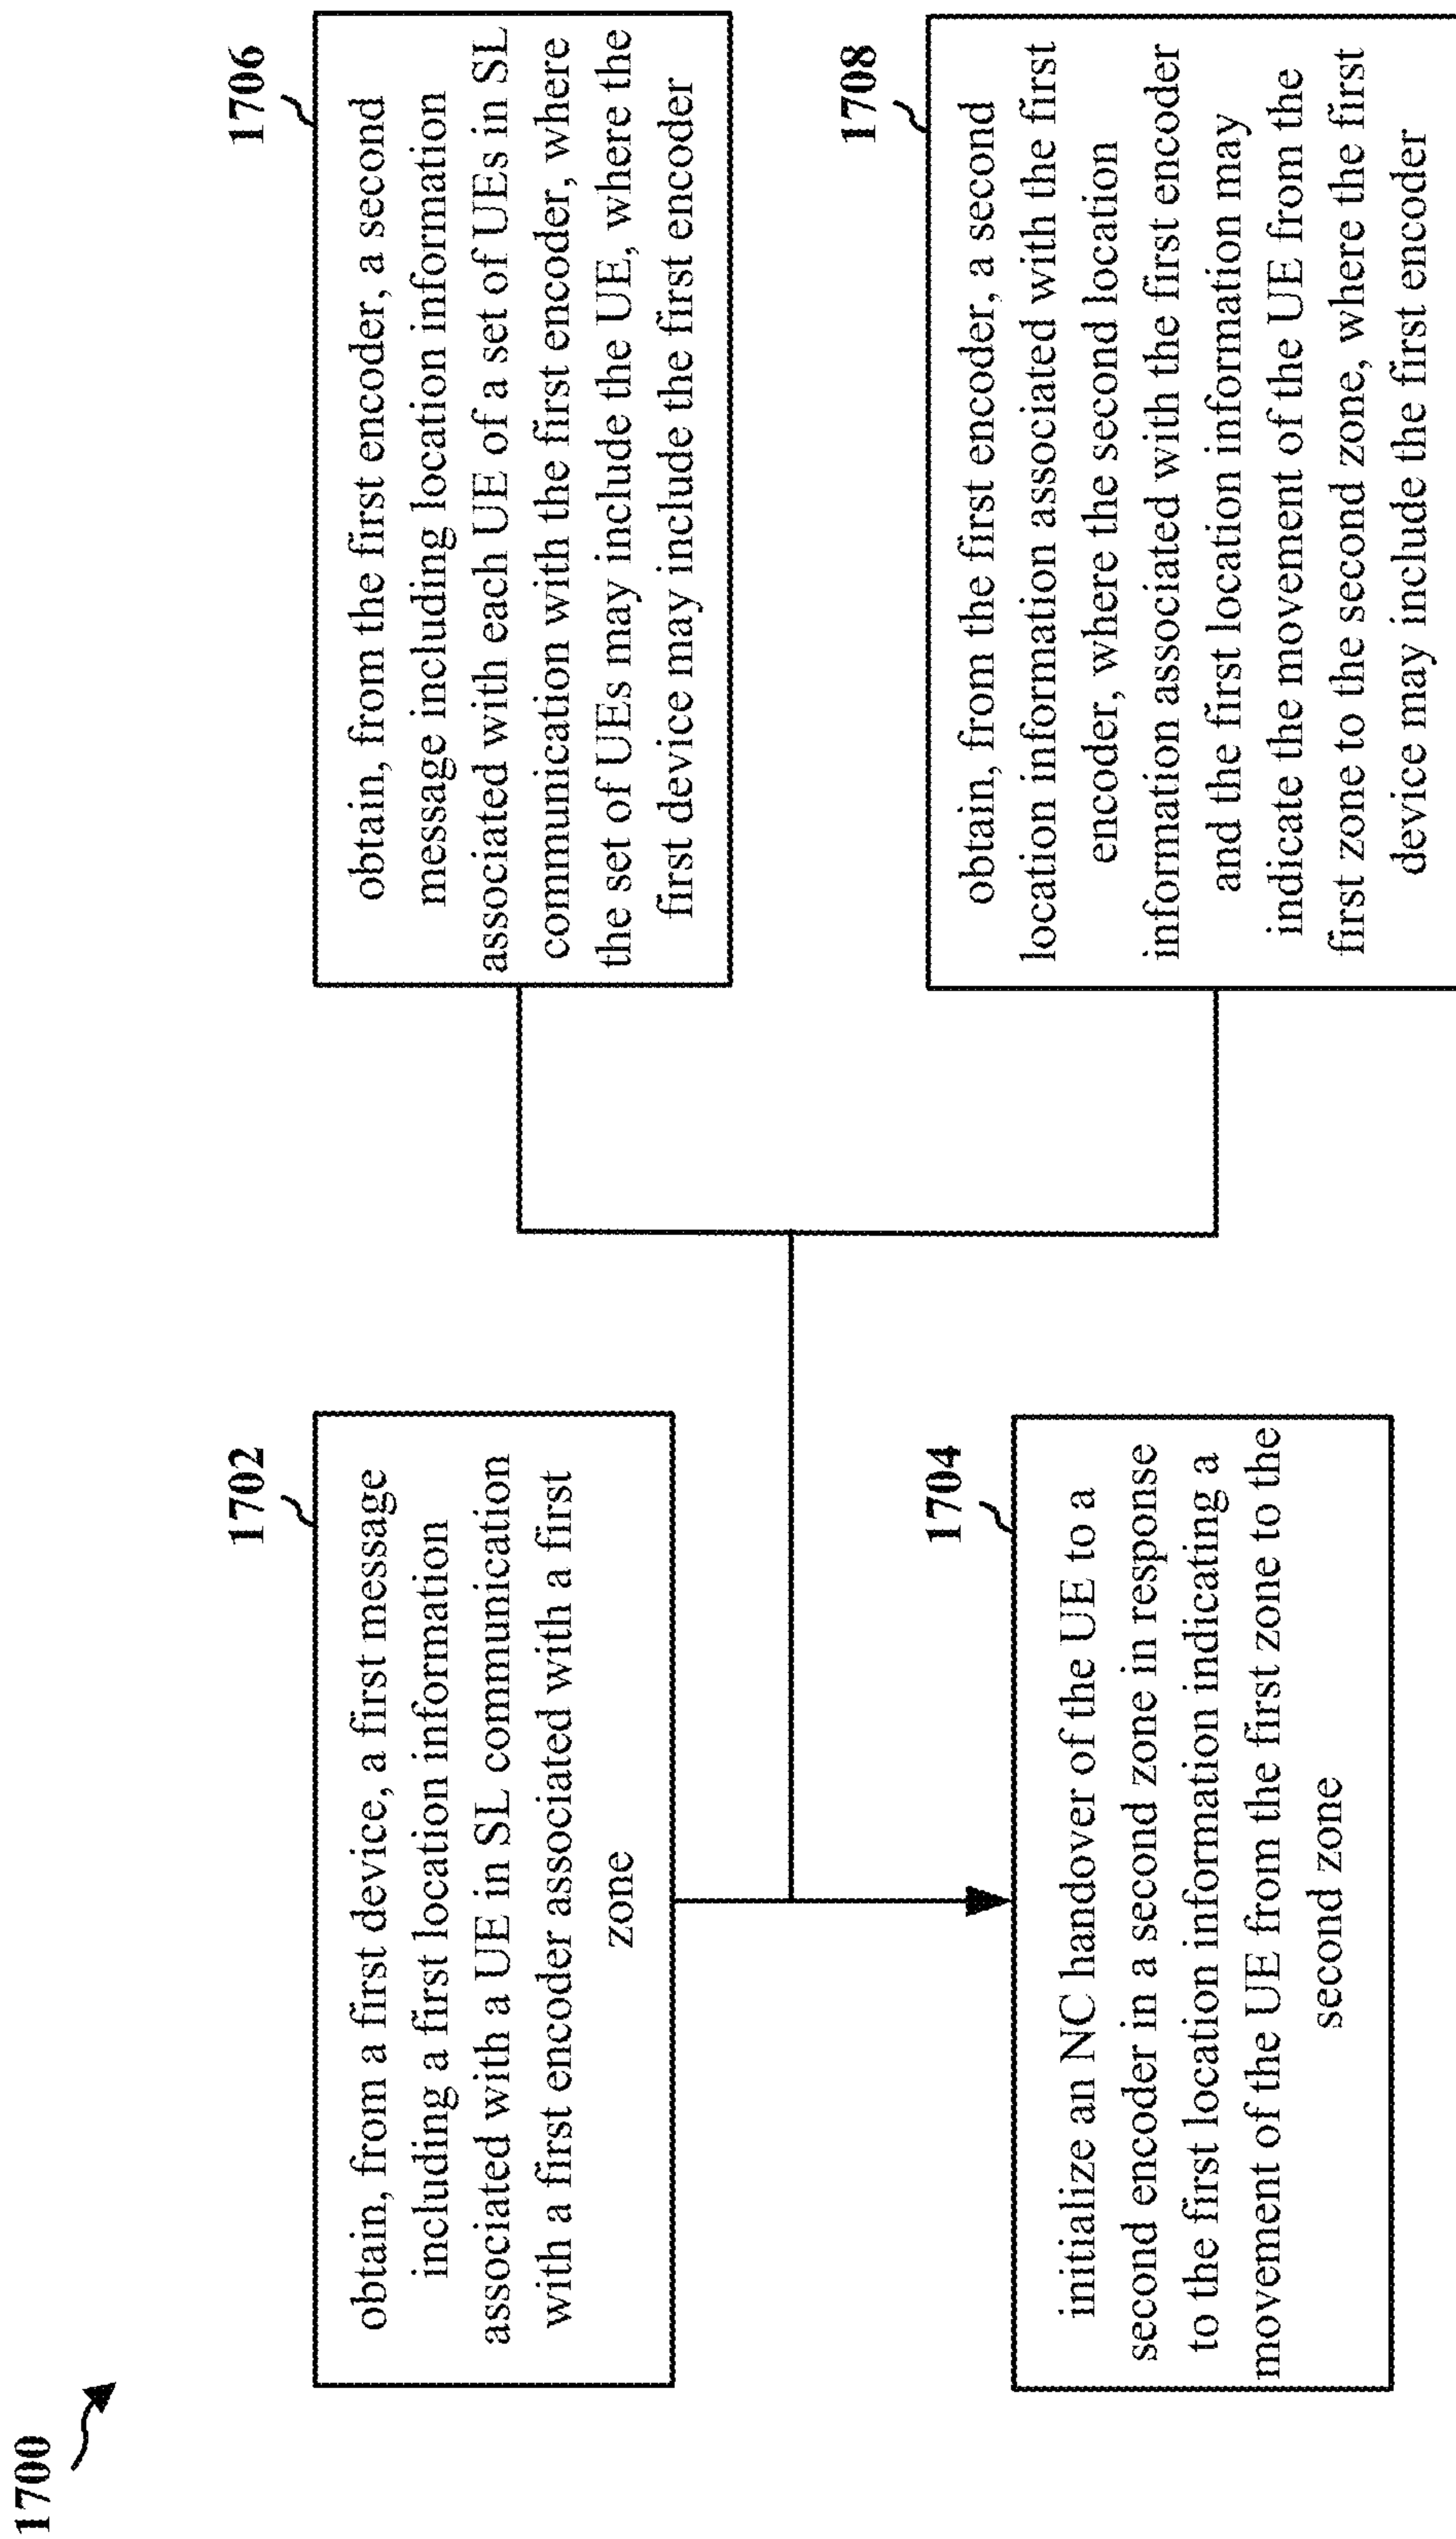 1700
1702
obtain, from a first device, a first message
including a first location information
associated with a UE in SL communication
with a first encoder associated with a first
zone
1704
initialize an NC handover of the UE to a
second encoder in a second zone in response
to the first location information indicating a
movement of the UE from the first zone to the
second zone
1706
obtain, from the first encoder, a second
message including location information
associated with each UE of a set of UEs in SL
communication with the first encoder, where
the set of UEs may include the UE, where the
first device may include the first encoder
1708
obtain, from the first encoder, a second
location information associated with the first
encoder, where the second location
information associated with the first encoder
and the first location information may
indicate the movement of the UE from the
first zone to the second zone, where the first
device may include the first encoder